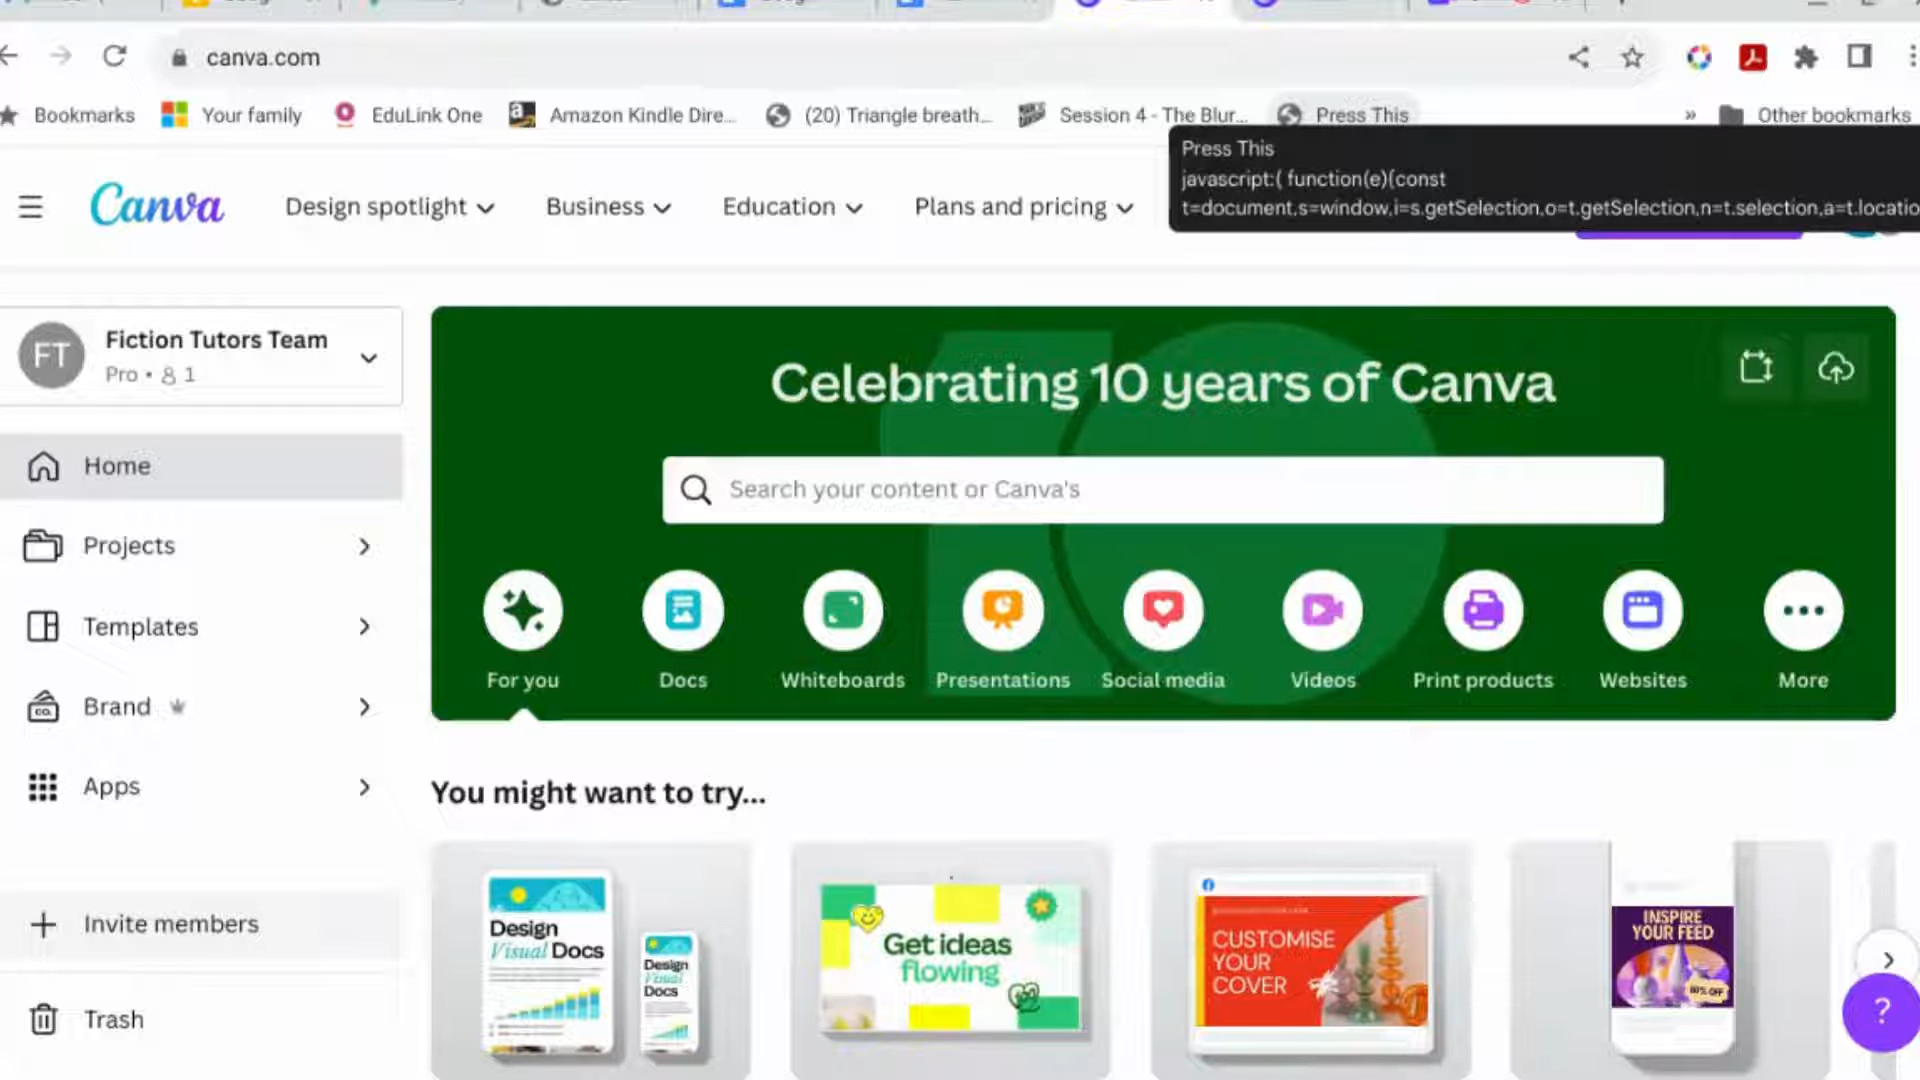 canva.com
Bookmarks Your family EduLink One Amazon Kindle Dire... (20) Triangle breath... Session 4 - The Blur... Press This » Other bookmarks
Press This
javascript:( function(e){const
t=document,s=window,i=s.getSelection,o=t.getSelection,n=t.selection,a=t.locatio
Canva Design spotlight Business Education Plans and pricing
FT Fiction Tutors Team
Pro • 1
Home
Projects
Templates
CO. Brand
Apps
Invite members
Trash
Celebrating 10 years of Canva
Search your content or Canva's
For you Docs Whiteboards Presentations Social media Videos Print products Websites More
You might want to try...
Design
Visual Docs
Design
Visual
Docs
Get ideas
flowing
CUSTOMISE
YOUR
COVER
INSPIRE
YOUR FEED
?